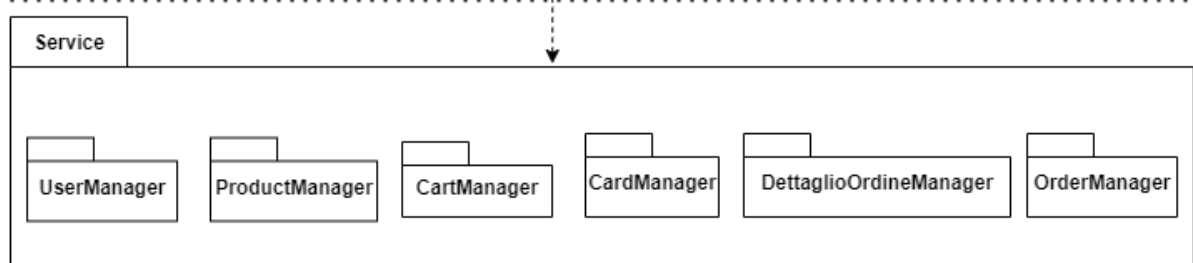 Service
UserManager
ProductManager
CartManager
CardManager
DettaglioOrdineManager
OrderManager